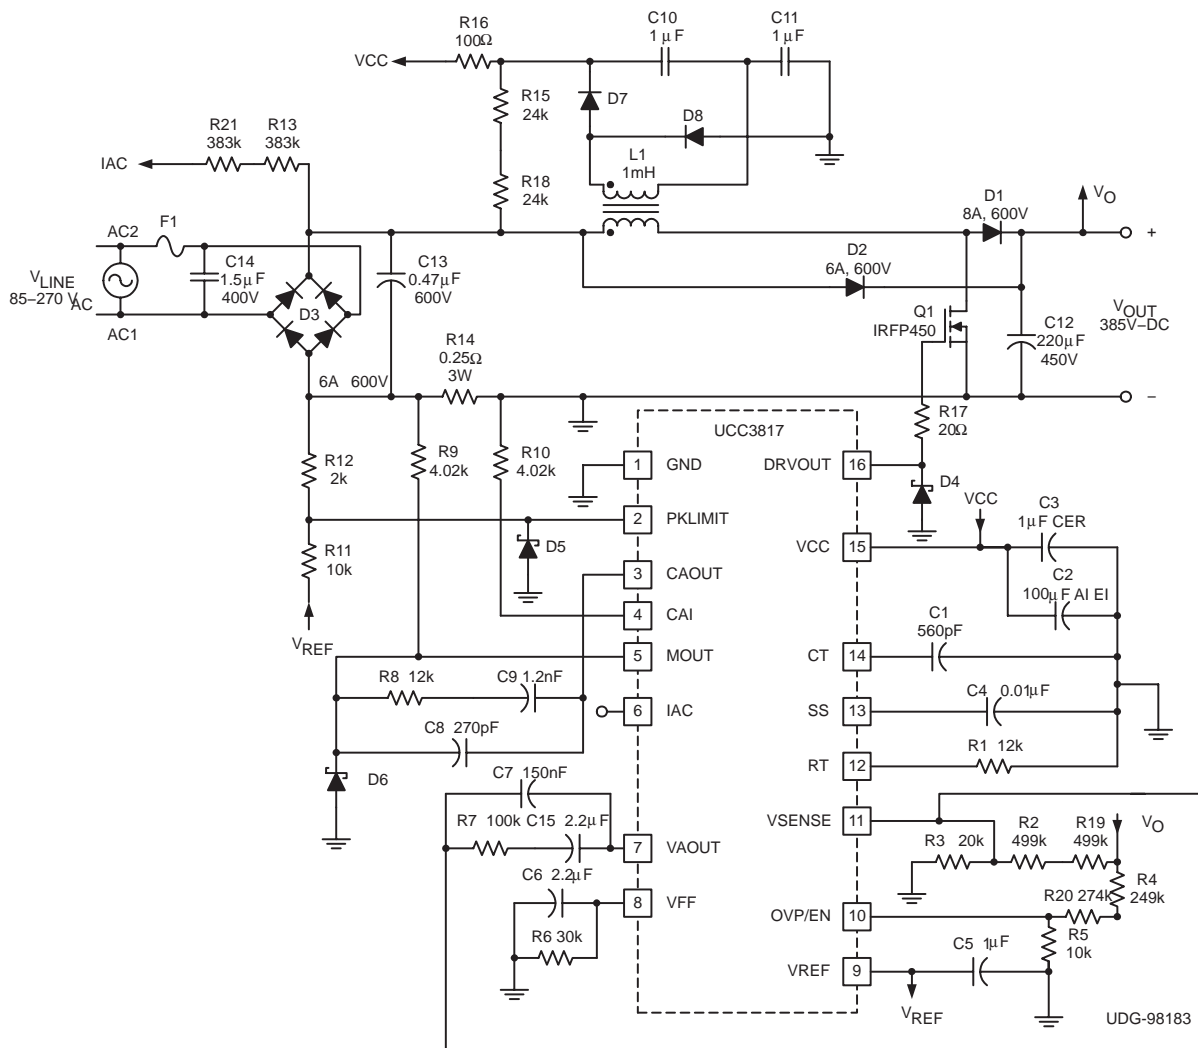 R16
100Ω
C10
1 μF
C11
1 μF
VCC
R15
24k
D7
D8
R21
383k
R13
383k
IAC
L1
1mH
R18
24k
D1
8A, 600V
VO
AC2
F1
+
D2
6A, 600V
VLINE
85–270 VAC
C14
1.5μF
400V
C13
0.47μF
600V
D3
AC1
Q1
IRFP450
VOUT
385V–DC
C12
220μF
450V
R14
0.25Ω
3W
6A 600V
–
R17
20Ω
UCC3817
R12
2k
R9
4.02k
R10
4.02k
1
GND
DRVOUT
16
D4
VCC
C3
1μF CER
2
PKLIMIT
D5
VCC
15
R11
10k
3
CAOUT
C2
100μF AI EI
4
CAI
C1
560pF
VREF
5
MOUT
CT
14
R8 12k
C9 1.2nF
C4 0.01μF
6
IAC
SS
13
C8 270pF
R1 12k
RT
12
D6
C7 150nF
VSENSE
11
VO
R7 100k
C15 2.2μF
R3 20k
R2
499k
R19
499k
7
VAOUT
C6 2.2μF
R4
249k
R20 274k
8
VFF
OVP/EN
10
R6 30k
R5
10k
C5 1μF
VREF
9
VREF
UDG-98183